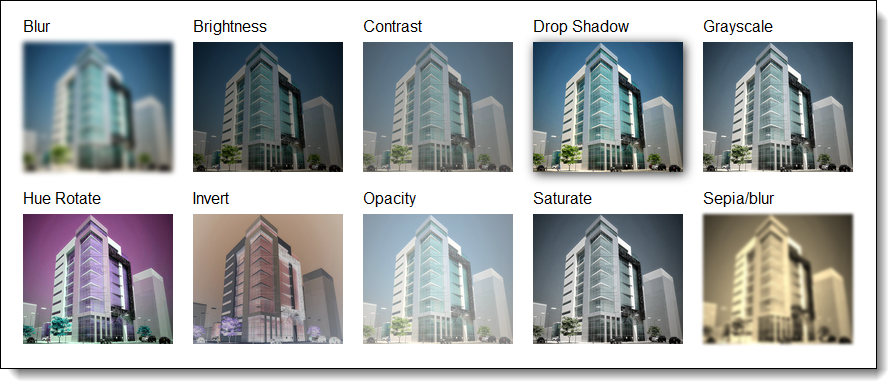 Blur
Brightness
Contrast
Drop Shadow
Grayscale
Hue Rotate
Invert
Opacity
Saturate
Sepia/blur